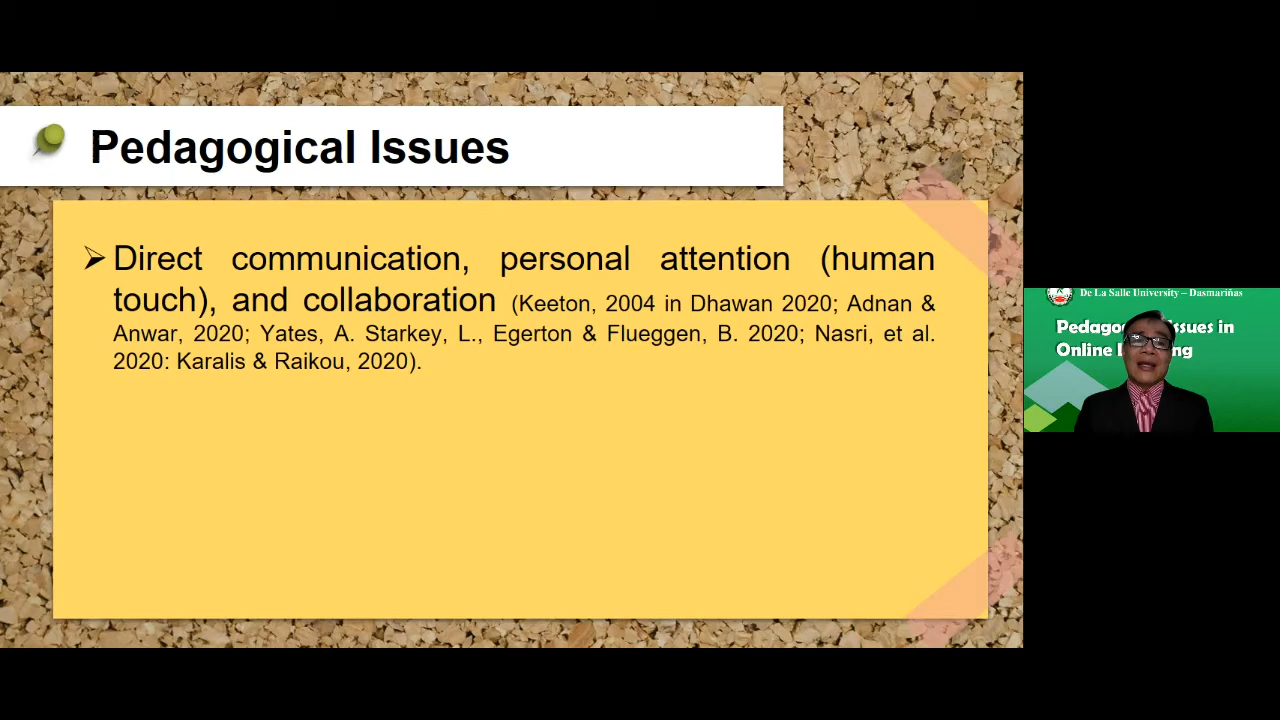 Pedagogical Issues
➢ Direct communication, personal attention (human
touch), and collaboration (Keeton, 2004 in Dhawan 2020; Adnan &
Anwar, 2020; Yates, A. Starkey, L., Egerton & Flueggen, B. 2020; Nasri, et al.
2020: Karalis & Raikou, 2020).
De La Salle University – Dasmariñas
Issues in
Online